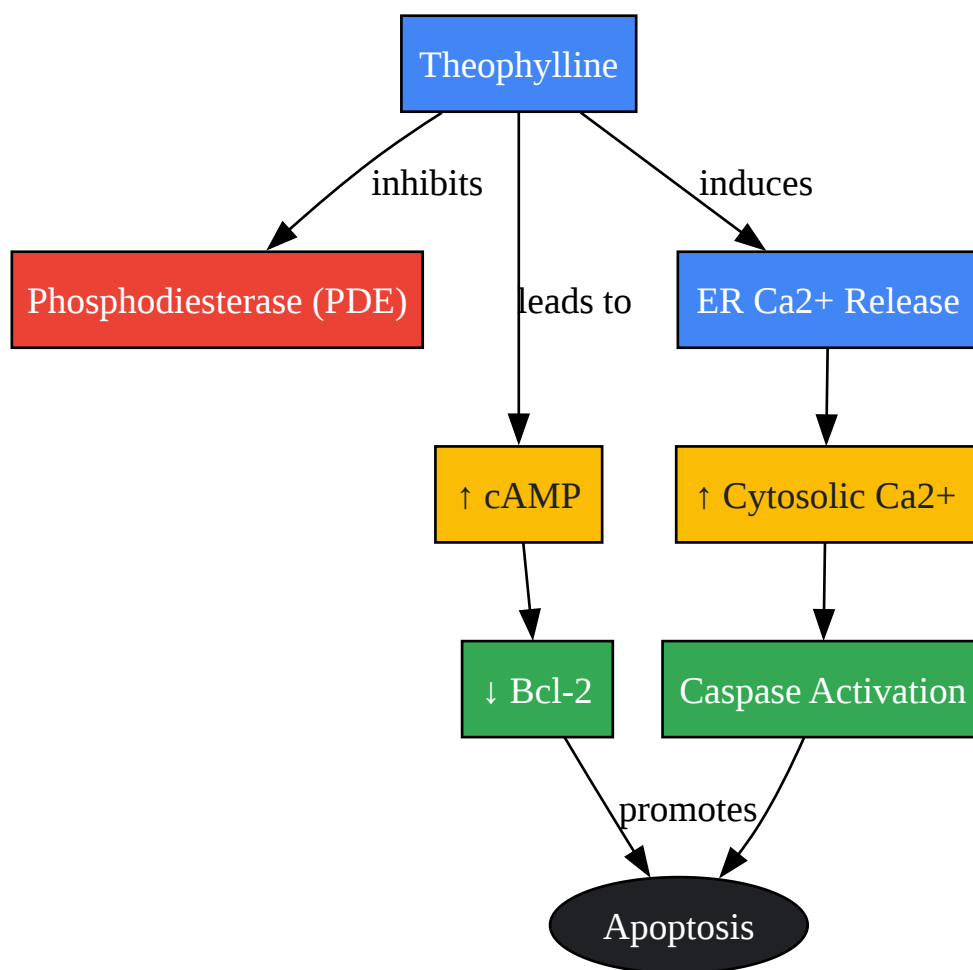 Theophylline
inhibits
induces
Phosphodiesterase (PDE)
leads to
ER Ca2+ Release
↑ cAMP
↑ Cytosolic Ca2+
↓ Bcl-2
Caspase Activation
promotes
Apoptosis